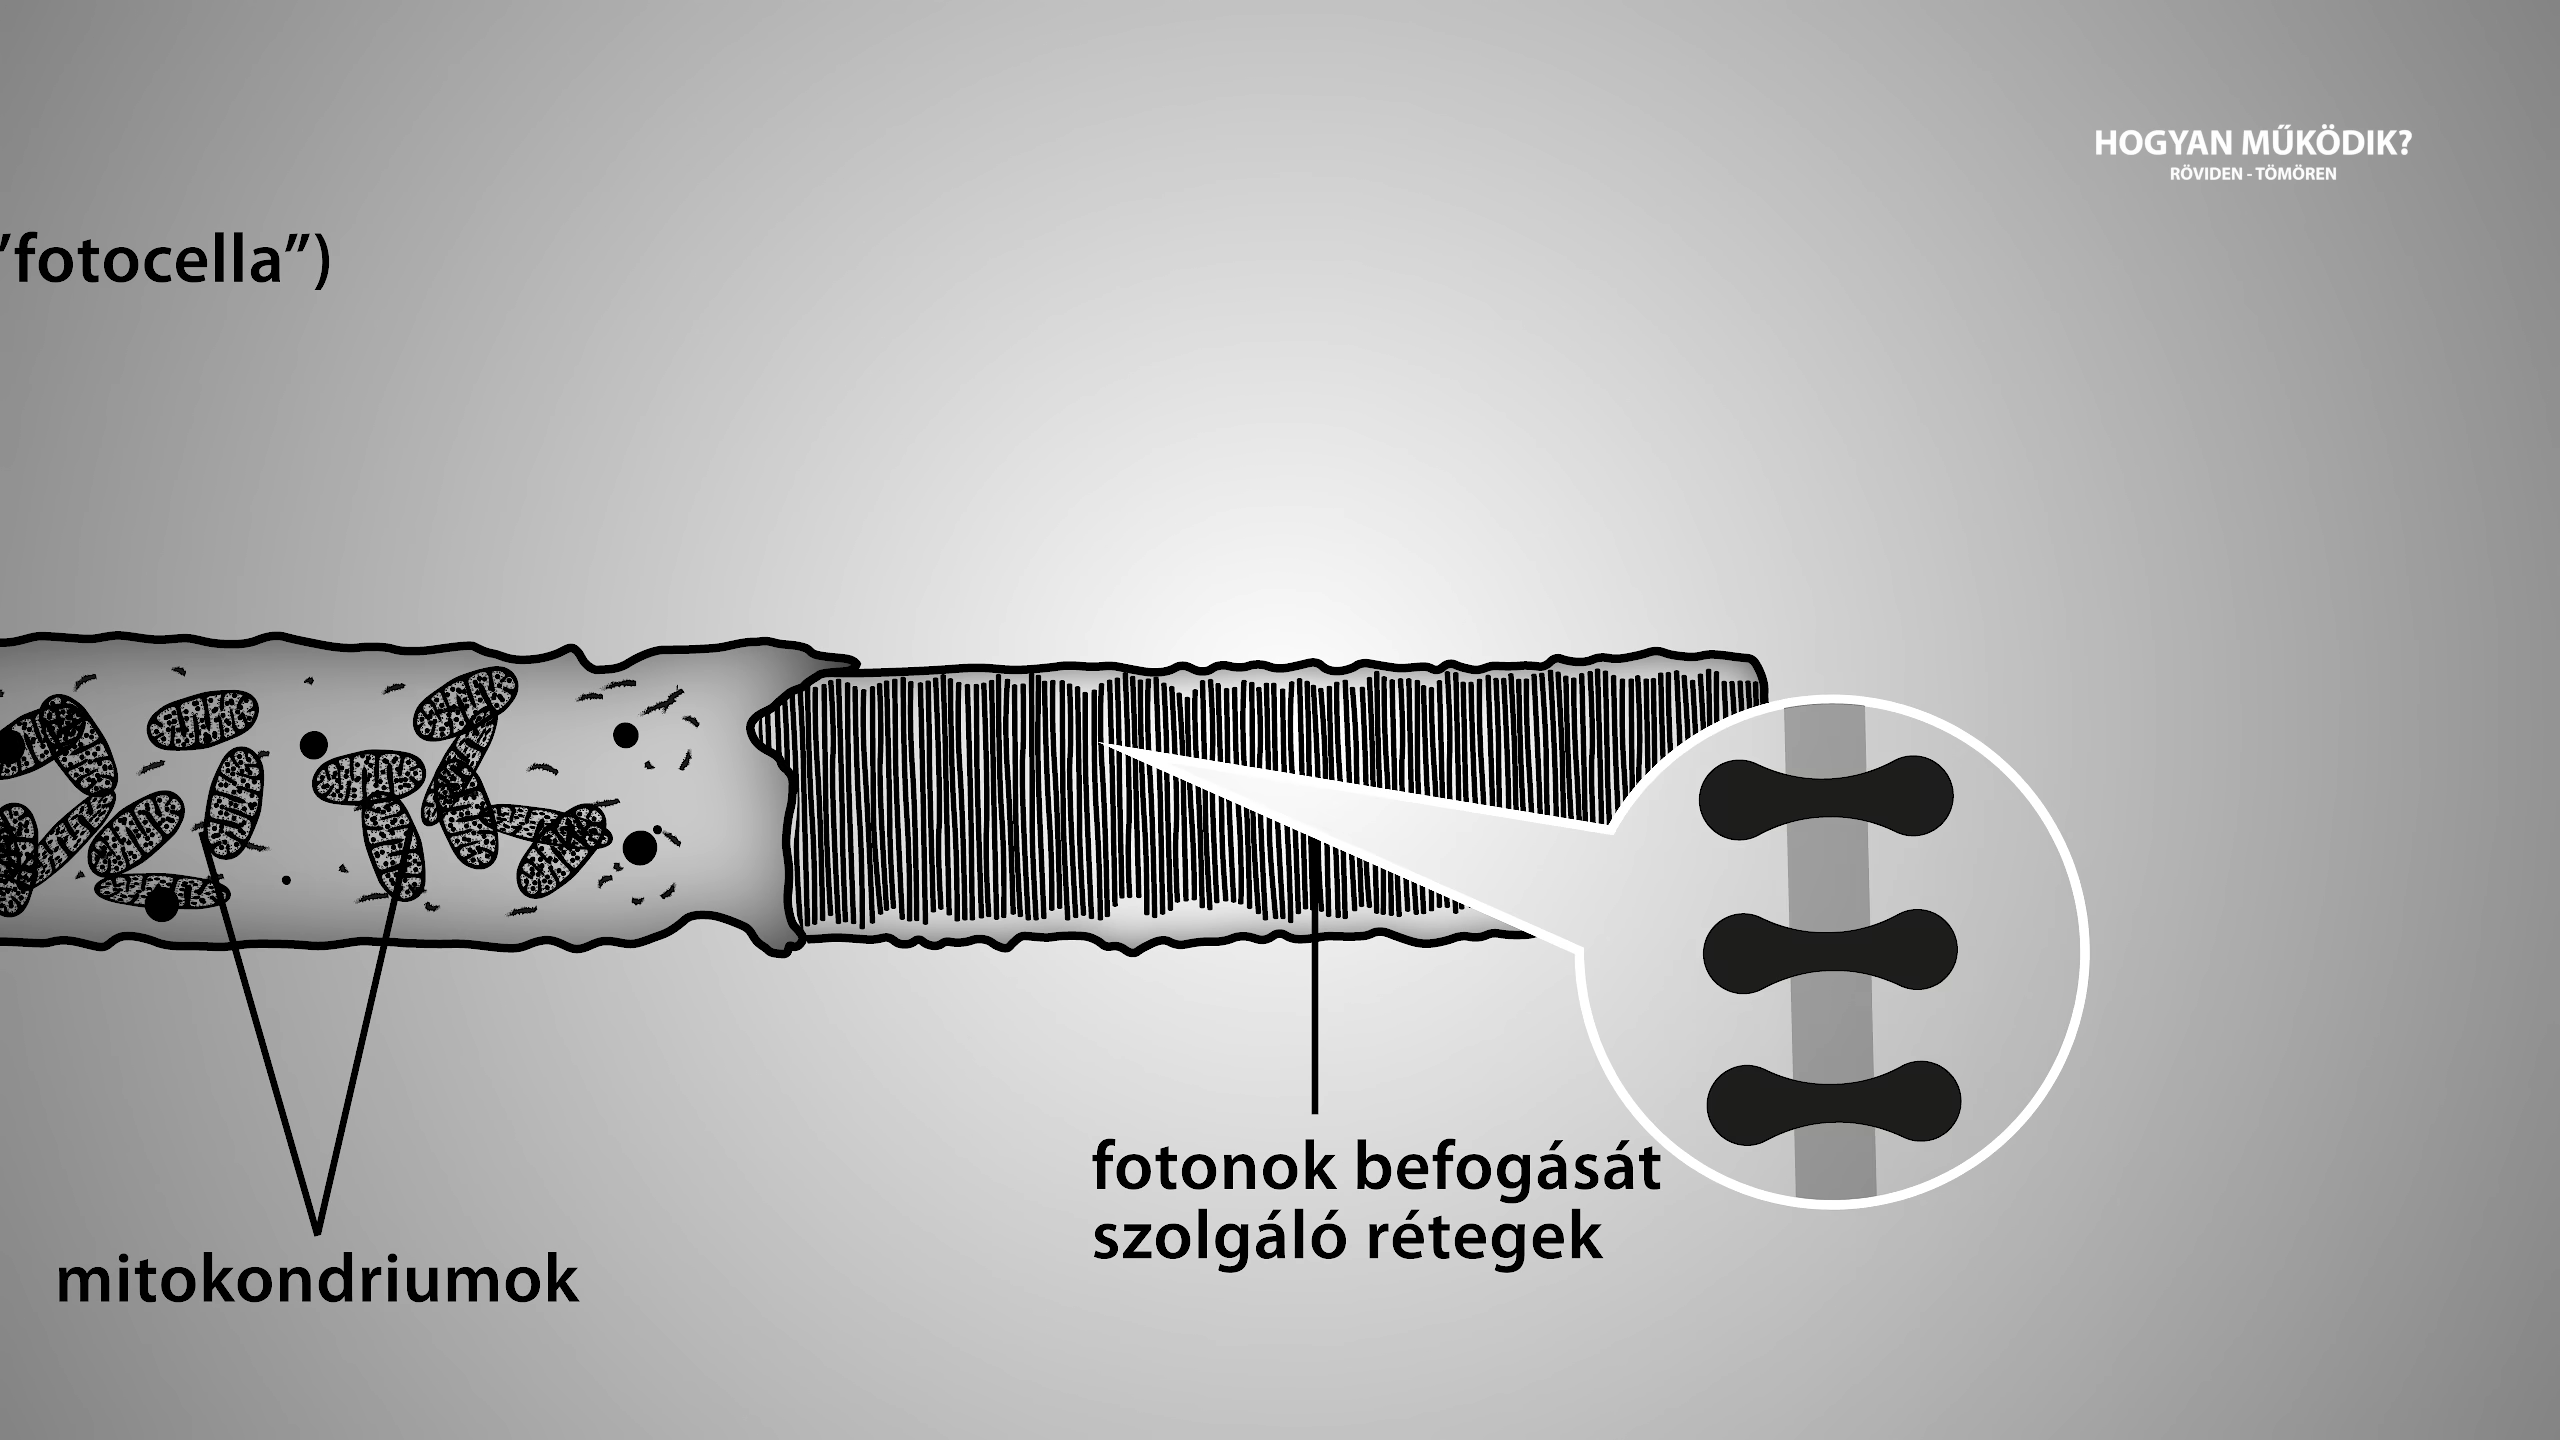 HOGYAN MŰKÖDIK?
RÖVIDEN - TÖMÖREN
"fotocella”)
fotonok befogását
szolgáló rétegek
mitokondriumok